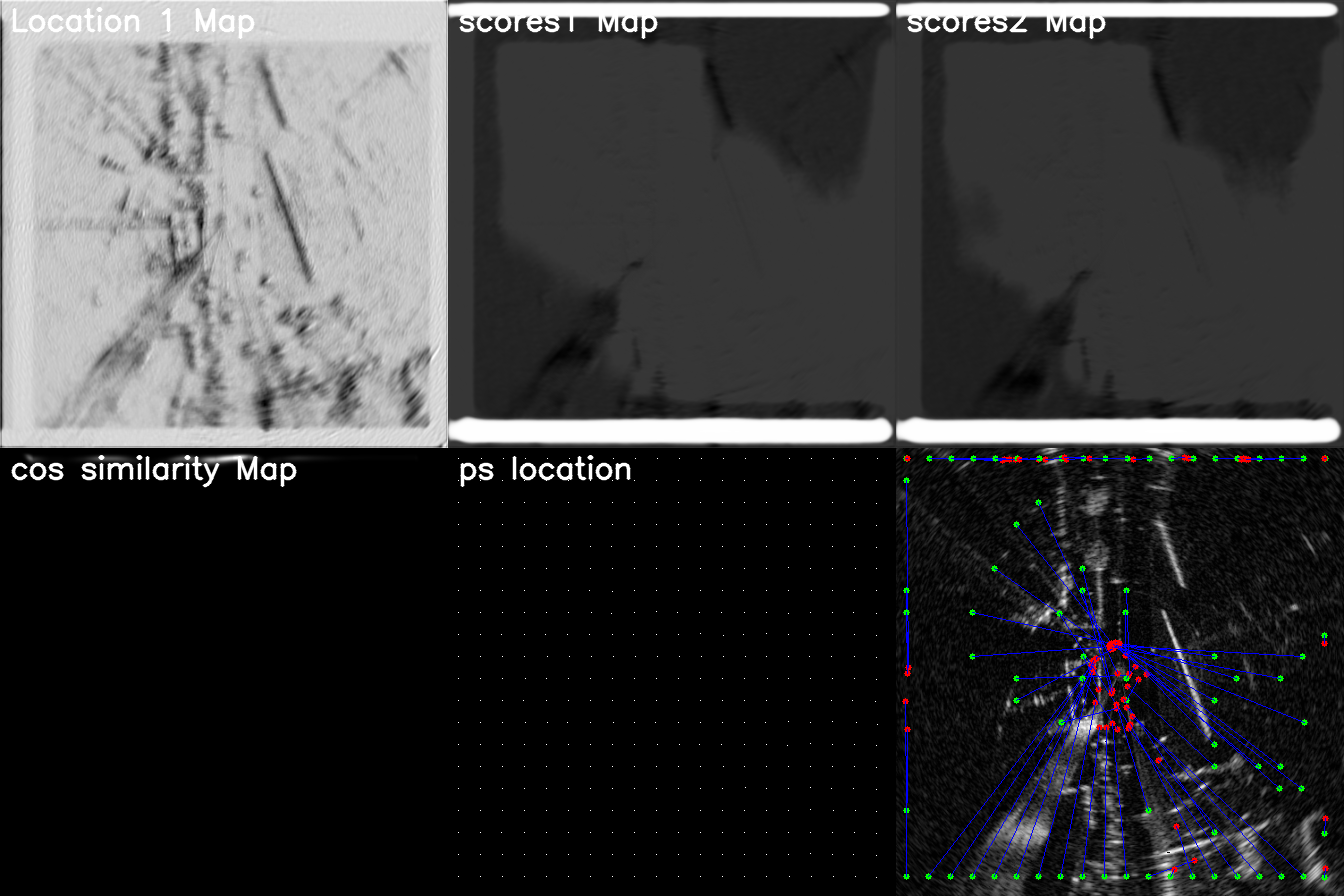 Location 1 Map
scores1 Map
scores2 Map
cos similarity Map
ps location